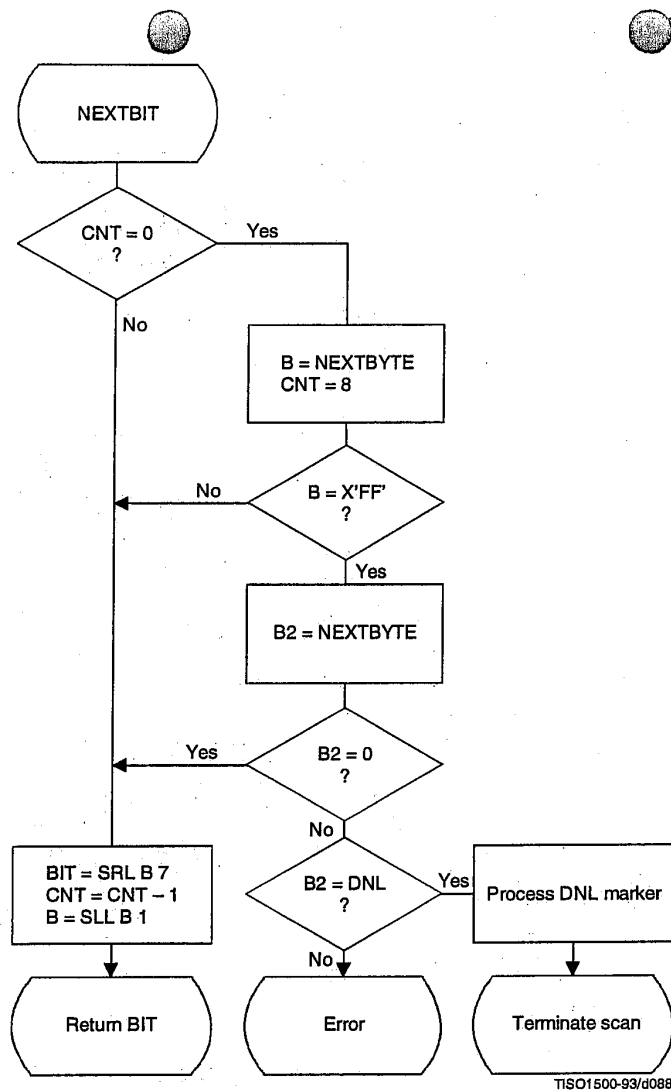 NEXTBIT
CNT = 0
?
Yes
No
B = NEXTBYTE
CNT = 8
B = X'FF'
?
No
Yes
B2 = NEXTBYTE
B2 = 0
?
Yes
No
BIT = SRL B 7
CNT = CNT – 1
B = SLL B 1
B2 = DNL
?
Yes
Process DNL marker
No
Return BIT
Error
Terminate scan
TISO1500-93/d088